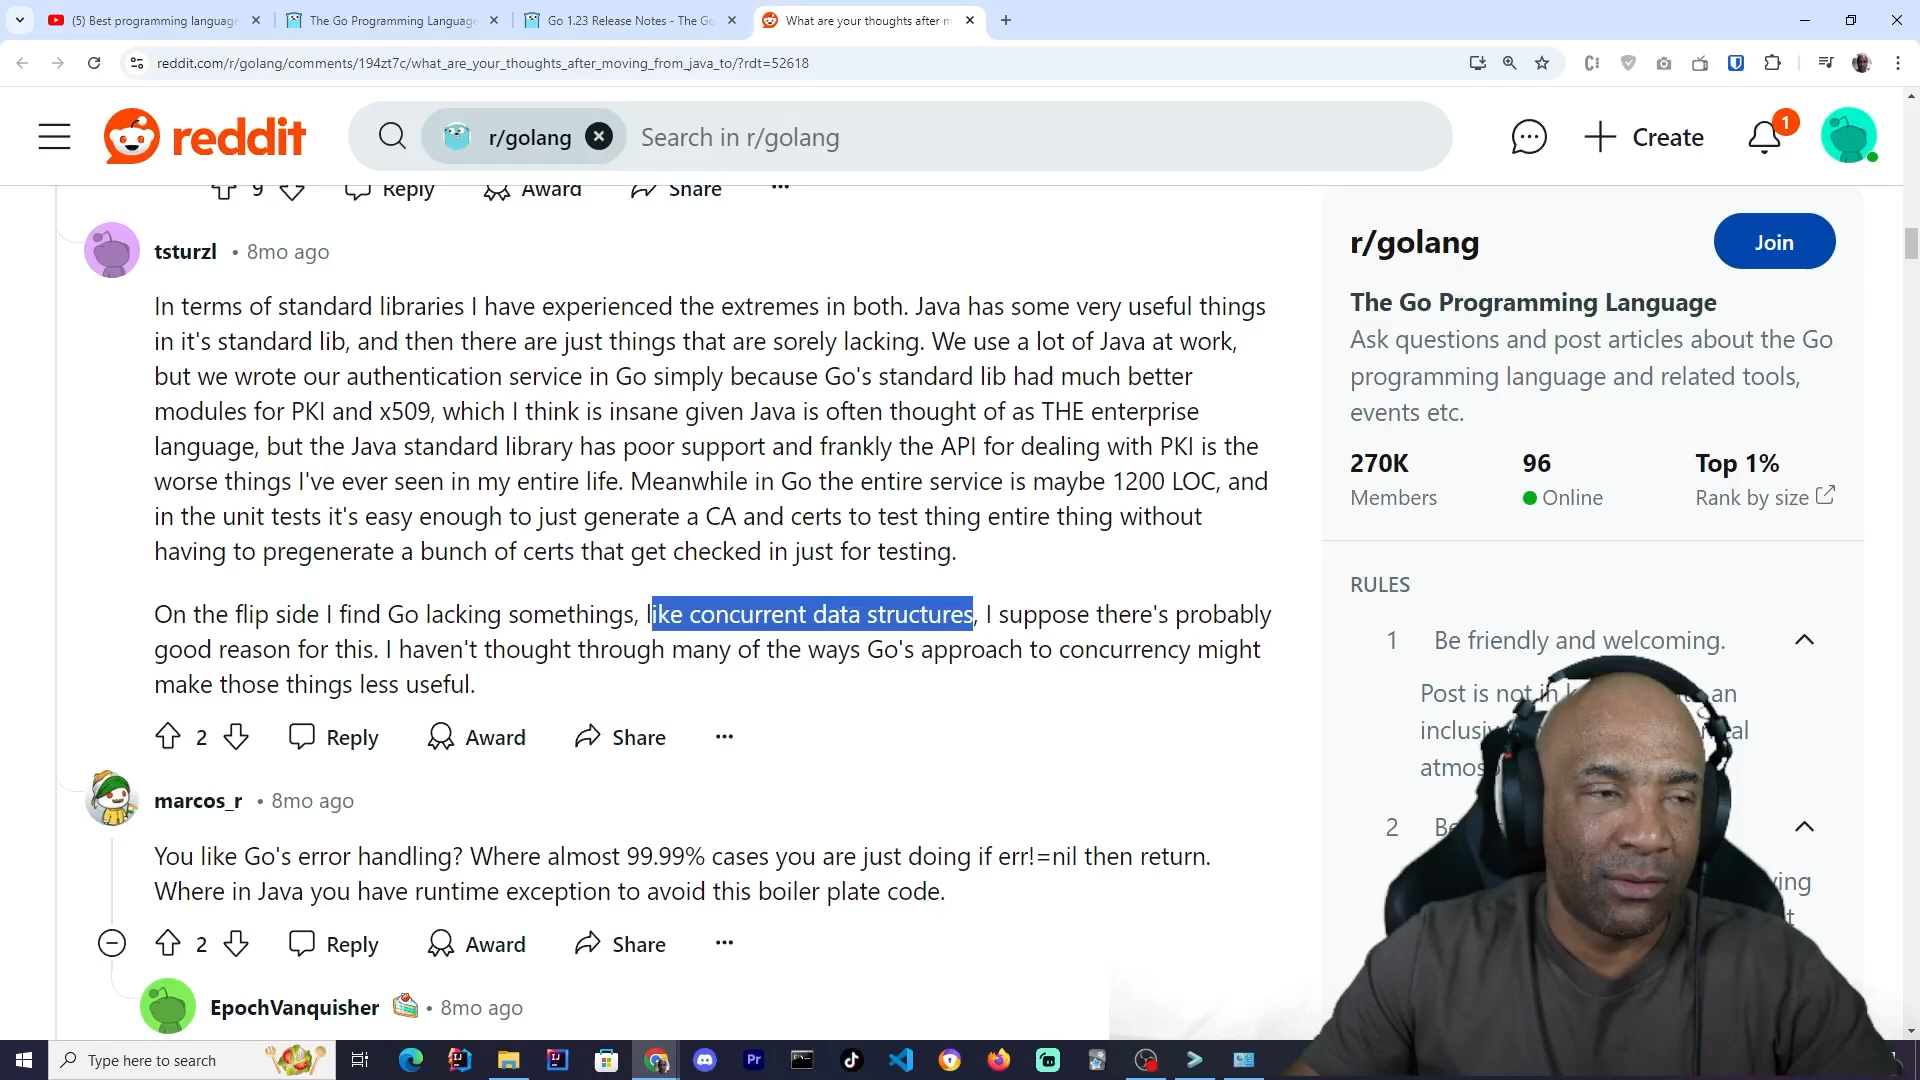 (5) Best programming language
The Go Programming Language
Go 1.23 Release Notes - The Go
What are your thoughts after m
reddit.com/r/golang/comments/194zt7c/what_are_your_thoughts_after_moving_from_java_to/?rdt=52618
reddit
r/golang
Search in r/golang
Create
1
9
Reply
Award
Share
tsturzl • 8mo ago
In terms of standard libraries I have experienced the extremes in both. Java has some very useful things
in it's standard lib, and then there are just things that are sorely lacking. We use a lot of Java at work,
but we wrote our authentication service in Go simply because Go's standard lib had much better
modules for PKI and x509, which I think is insane given Java is often thought of as THE enterprise
language, but the Java standard library has poor support and frankly the API for dealing with PKI is the
worse things I've ever seen in my entire life. Meanwhile in Go the entire service is maybe 1200 LOC, and
in the unit tests it's easy enough to just generate a CA and certs to test thing entire thing without
having to pregenerate a bunch of certs that get checked in just for testing.
On the flip side I find Go lacking somethings, like concurrent data structures, I suppose there's probably
good reason for this. I haven't thought through many of the ways Go's approach to concurrency might
make those things less useful.
2
Reply
Award
Share
marcos_r • 8mo ago
You like Go's error handling? Where almost 99.99% cases you are just doing if err!=nil then return.
Where in Java you have runtime exception to avoid this boiler plate code.
2
Reply
Award
Share
EpochVanquisher • 8mo ago
r/golang
Join
The Go Programming Language
Ask questions and post articles about the Go
programming language and related tools,
events etc.
270K
Members
96
Online
Top 1%
Rank by size
RULES
1 Be friendly and welcoming.
Post is not in
an
2
Type here to search
Pr